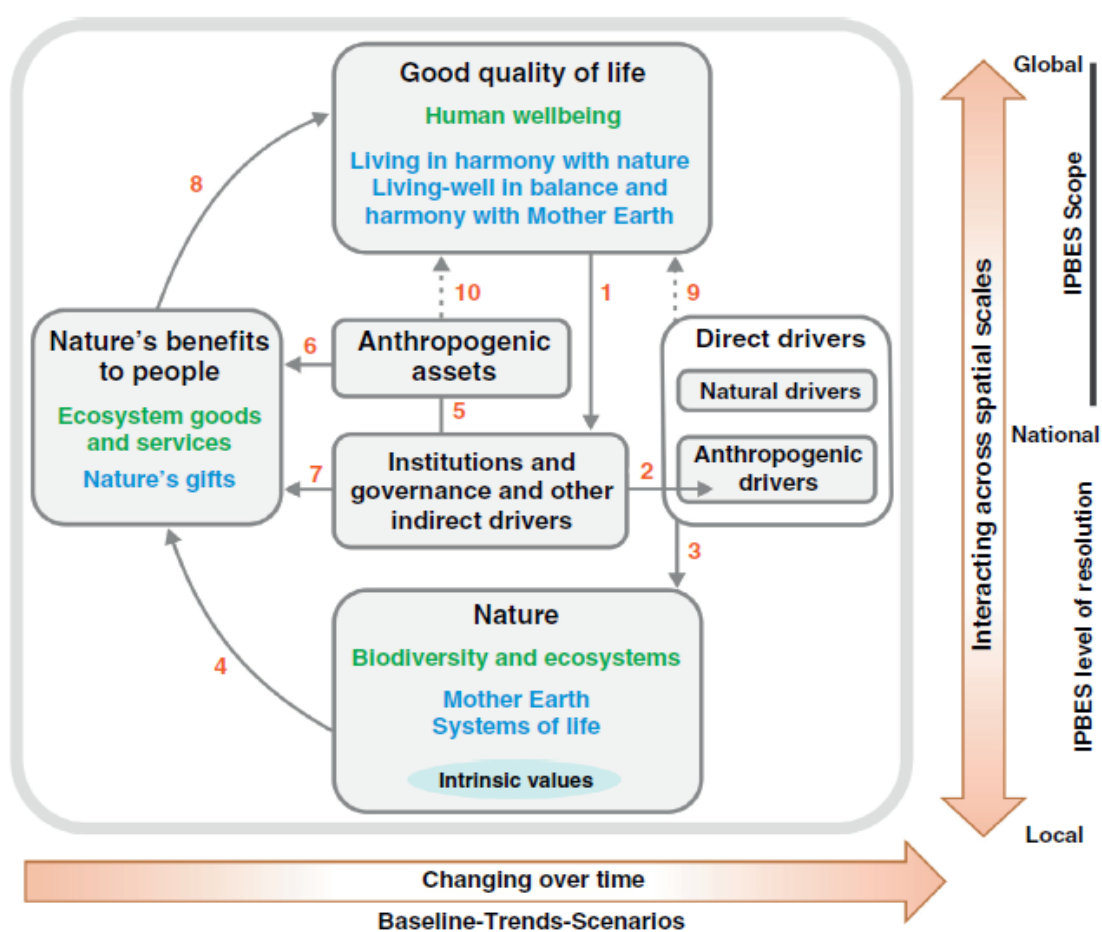 Good quality of life
Human wellbeing
Living in harmony with nature
Living-well in balance and
harmony with Mother Earth
8
10
1
9
Nature's benefits
to people
Ecosystem goods
and services
Nature's gifts
6
Anthropogenic
assets
5
7
Institutions and
governance and other
indirect drivers
2
Direct drivers
Natural drivers
Anthropogenic
drivers
3
4
Nature
Biodiversity and ecosystems
Mother Earth
Systems of life
Intrinsic values
Interacting across spatial scales
Global
IPBES Scope
National
IPBES level of resolution
Local
Changing over time
Baseline-Trends-Scenarios